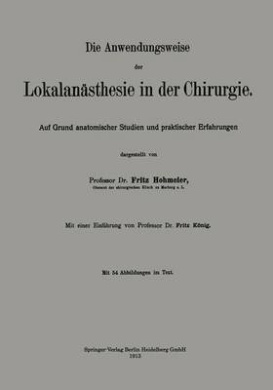 Die Anwendungsweise
der
Lokalanästhesie in der Chirurgie.
Auf Grund anatomischer Studien und praktischer Erfahrungen
dargestellt von
Professor Dr. Fritz Hohmeier,
Oberarzt der chirurgischen Klinik zu Marburg a. L.
Mit einer Einführung von Professor Dr. Fritz König.
Mit 54 Abbildungen im Text.
Springer-Verlag Berlin Heidelberg GmbH
1913